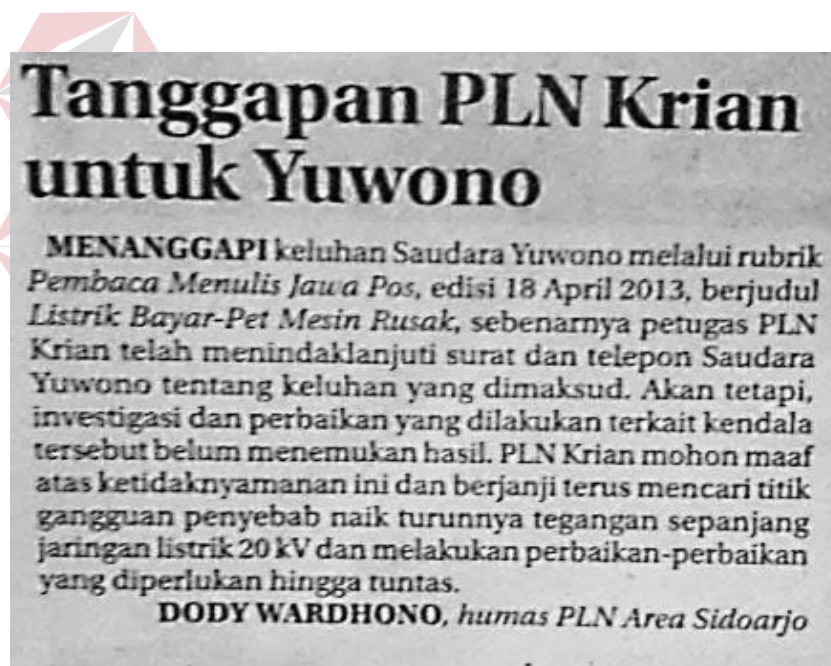 Tanggapan PLN Krian
untuk Yuwono
MENANGGAPI keluhan Saudara Yuwono melalui rubrik
Pembaca Menulis Jawa Pos, edisi 18 April 2013, berjudul
Listrik Bayar-Pet Mesin Rusak, sebenarnya petugas PLN
Krian telah menindaklanjuti surat dan telepon Saudara
Yuwono tentang keluhan yang dimaksud. Akan tetapi,
investigasi dan perbaikan yang dilakukan terkait kendala
tersebut belum menemukan hasil. PLN Krian mohon maaf
atas ketidaknyamanan ini dan berjanji terus mencari titik
gangguan penyebab naik turunnya tegangan sepanjang
jaringan listrik 20 kV dan melakukan perbaikan-perbaikan
yang diperlukan hingga tuntas.
DODY WARDHONO, humas PLN Area Sidoarjo